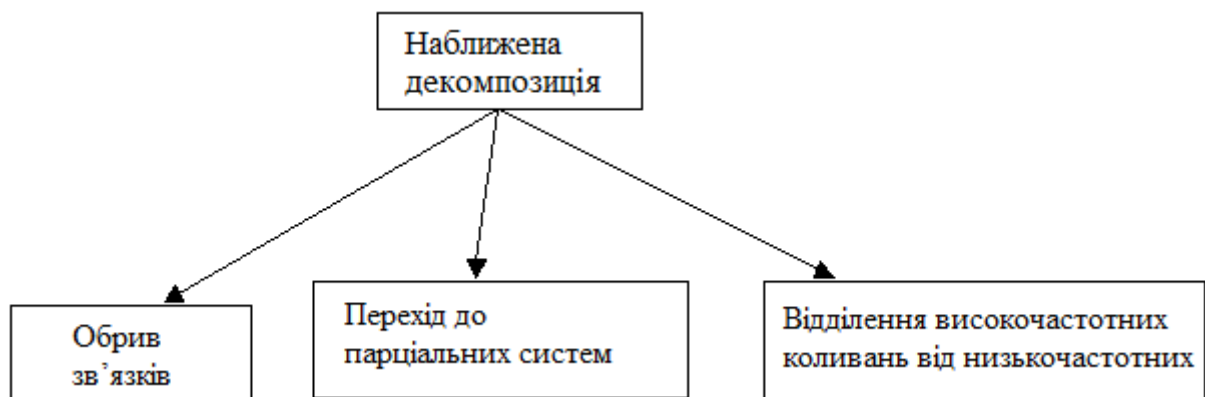 Наближена
декомпозиція
Обрив
зв’язків
Перехід до
парціальних систем
Відділення високочастотних
коливань від низькочастотних